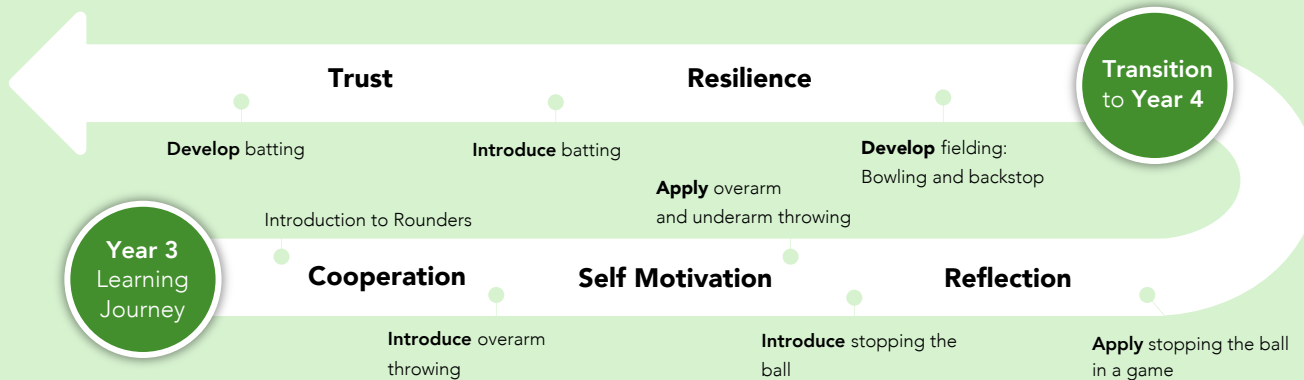 Trust
Resilience
Transition
to Year 4
Develop batting
Introduce batting
Develop fielding:
Bowling and backstop
Apply overarm
and underarm throwing
Introduction to Rounders
Year 3
Learning
Journey
Cooperation
Self Motivation
Reflection
Introduce overarm
throwing
Introduce stopping the
ball
Apply stopping the ball
in a game